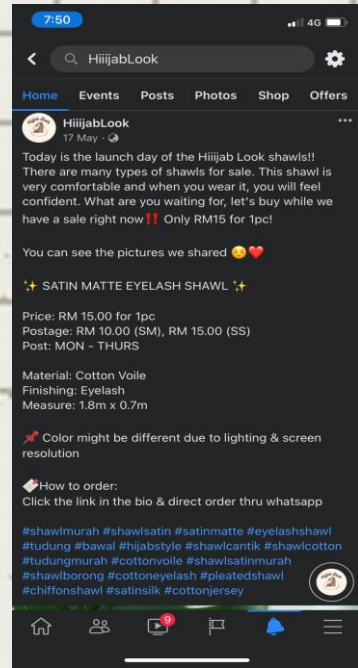 7:50
4G
HiiijabLook
Home Events Posts Photos Shop Offers
HiiijabLook
17 May
Today is the launch day of the Hiiijab Look shawls!!
There are many types of shawls for sale. This shawl is
very comfortable and when you wear it, you will feel
confident. What are you waiting for, let's buy while we
have a sale right now‼️ Only RM15 for 1pc!
You can see the pictures we shared ☺️❤️
✨ SATIN MATTE EYELASH SHAWL ✨
Price: RM 15.00 for 1pc
Postage: RM 10.00 (SM), RM 15.00 (SS)
Post: MON - THURS
Material: Cotton Voile
Finishing: Eyelash
Measure: 1.8m x 0.7m
📌 Color might be different due to lighting & screen
resolution
How to order:
Click the link in the bio & direct order thru whatsapp
#shawlmurah #shawlsatin #satinmatte #eyelashshawl
#tudung #bawal #hijabstyle #shawlcantik #shawlcotton
#tudungmurah #cottonvoile #shawlsatinmurah
#shawlborong #cottoneyelash #pleatedshawl
#chiffonshawl #satinsilk #cottonjersey
9